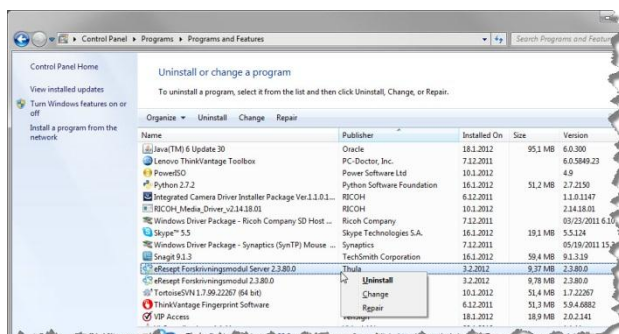 Control Panel ▸ Programs ▸ Programs and Features
Search Programs and Featur
Control Panel Home
View installed updates
Turn Windows features on or off
Install a program from the network
Uninstall or change a program
To uninstall a program, select it from the list and then click Uninstall, Change, or Repair.
Organize Uninstall Change Repair
Name Publisher Installed On Size Version
Java(TM) 6 Update 30 Oracle 18.1.2012 95,1 MB 6.0.300
Lenovo ThinkVantage Toolbox PC-Doctor, Inc. 7.12.2011 6.0.5849.23
PowerISO Power Software Ltd 10.1.2012 4.9
Python 2.7.2 Python Software Foundation 16.1.2012 51,2 MB 2.7.2150
Integrated Camera Driver Installer Package Ver.1.1.0.1... RICOH 6.12.2011 1.1.0.1147
RICOH_Media_Driver_v2.14.18.01 RICOH 10.1.2012 2.14.18.01
Windows Driver Package - Ricoh Company SD Host ... Ricoh Company 7.12.2011 03/23/2011 6.10
Skype™ 5.5 Skype Technologies S.A. 16.1.2012 19,1 MB 5.5.124
Windows Driver Package - Synaptics (SynTP) Mouse ... Synaptics 7.12.2011 05/19/2011 15.3
Snagit 9.1.3 TechSmith Corporation 16.1.2012 59,4 MB 9.1.3.19
eResept Forskrivningsmodul Server 2.3.80.0 Thula 3.2.2012 9,37 MB 2.3.80.0
eResept Forskrivningsmodul 2.3.80.0 3.2.2012 9,78 MB 2.3.80.0
TortoiseSVN 1.7.99.22267 (64 bit) 10.1.2012 51,4 MB 1.7.22267
ThinkVantage Fingerprint Software 6.12.2011 51,3 MB 5.9.4.6882
VIP Access 10.1.2012 18,9 MB 2.0.2.141
Uninstall
Change
Repair